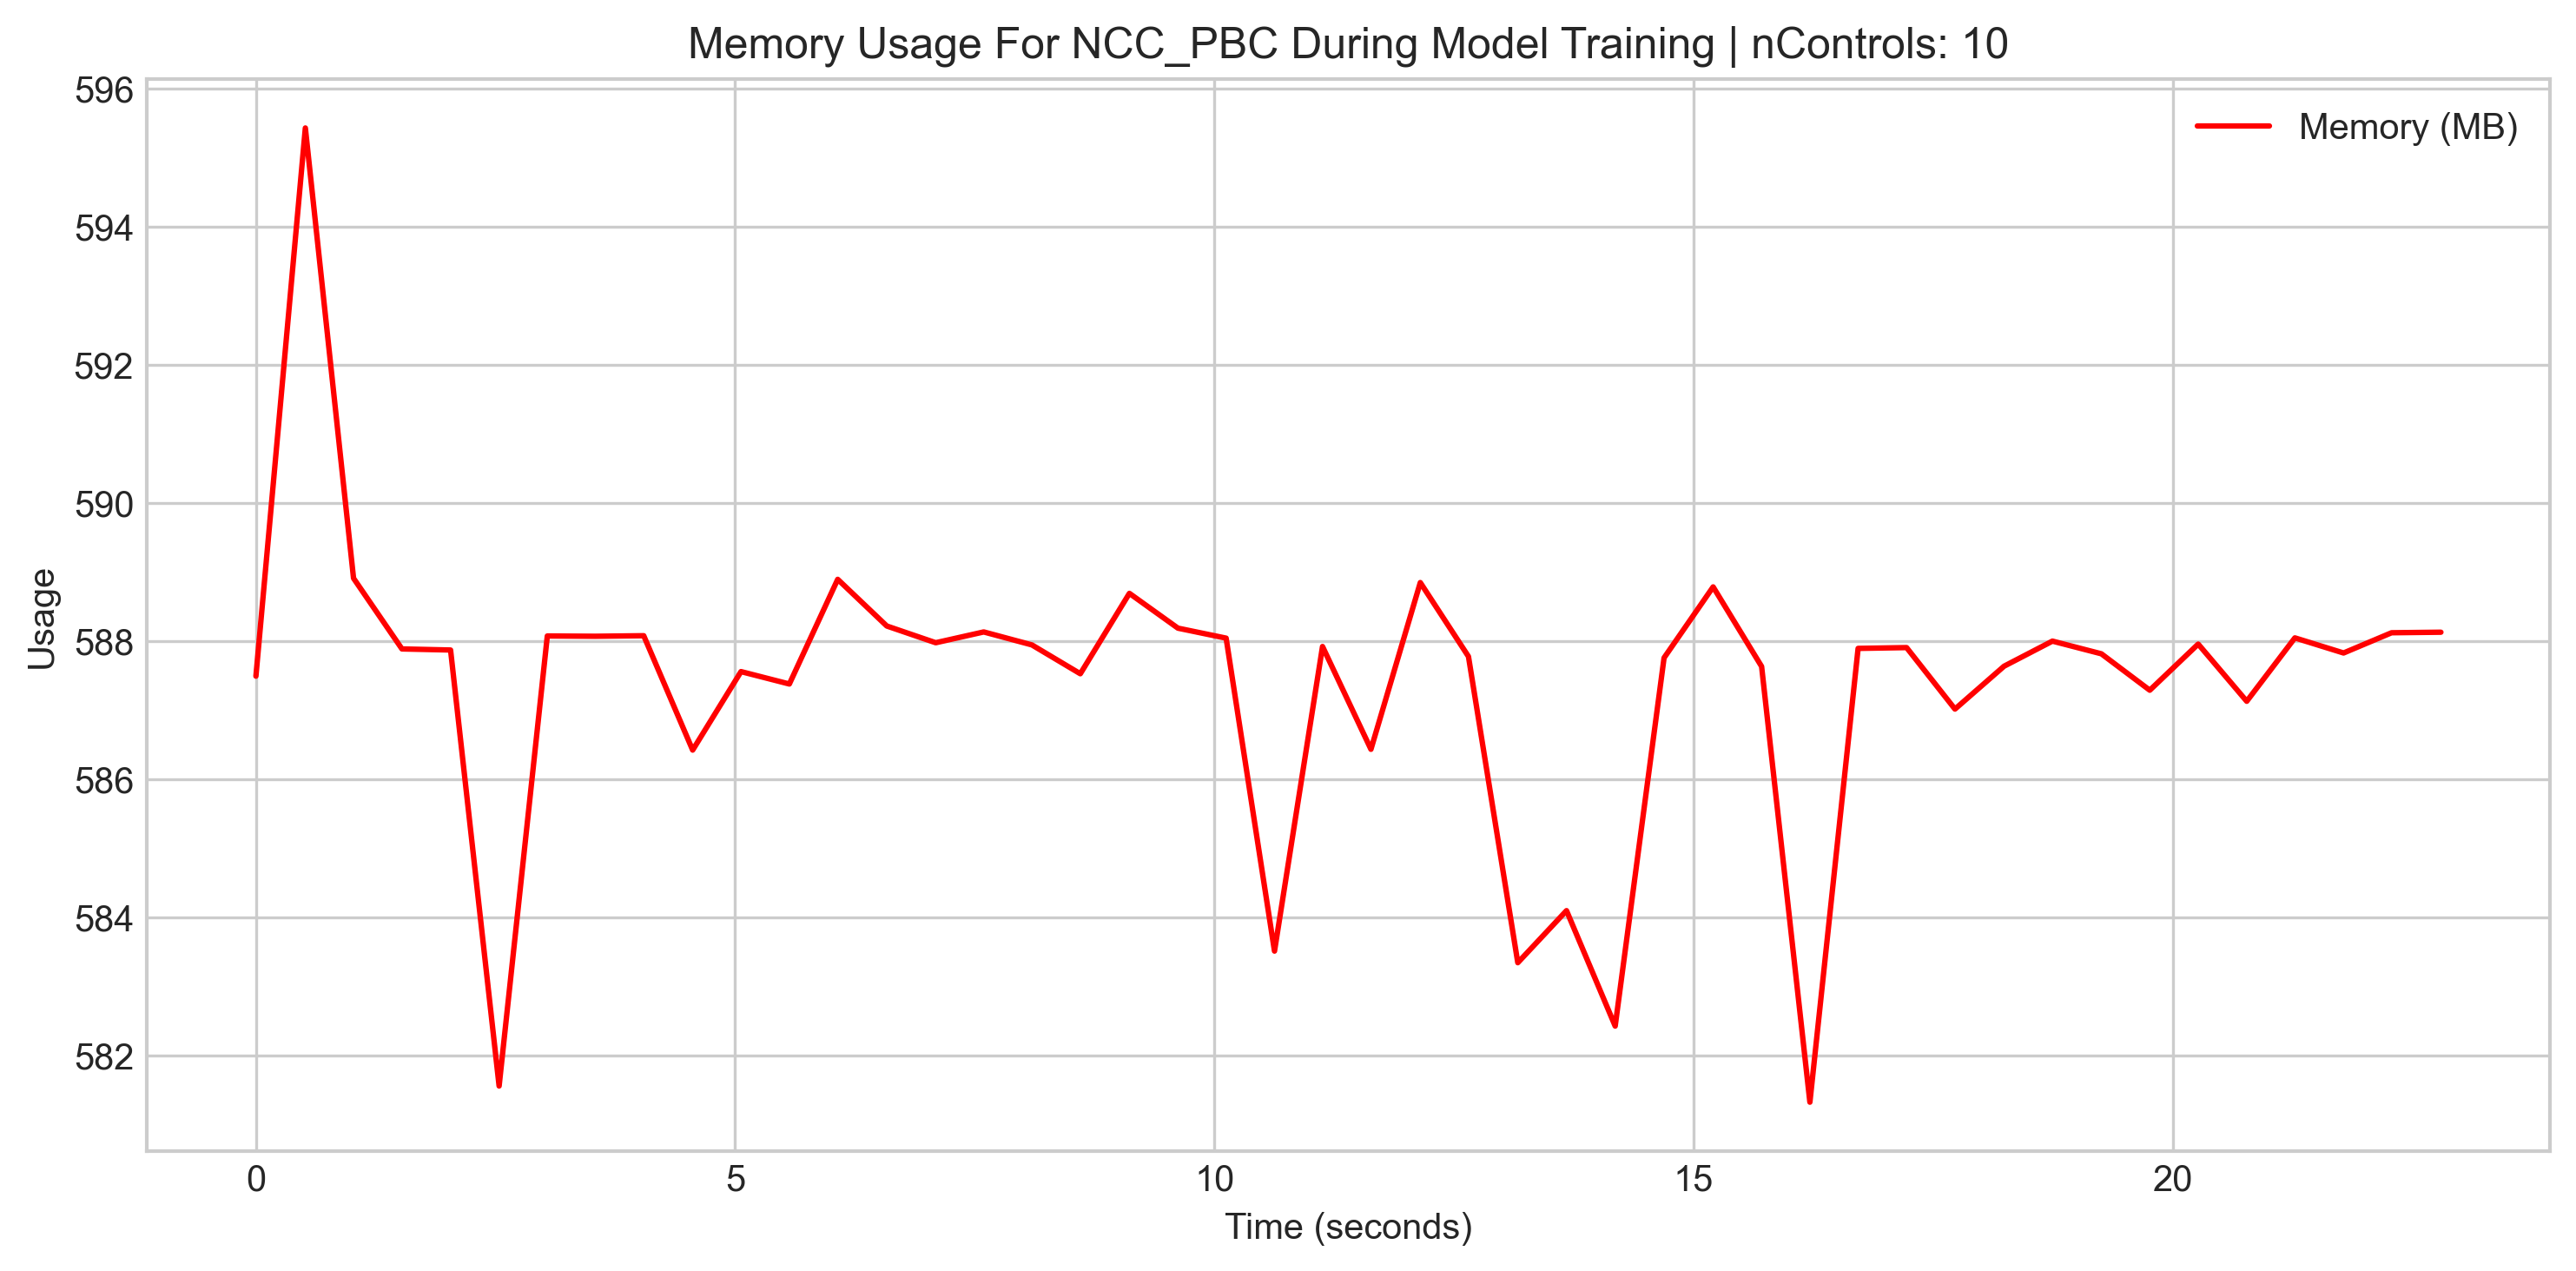 Memory Usage For NCC_PBC During Model Training | nControls: 10
596
594
592
590
588
586
584
582
Usage
Memory (MB)
0 5 10 15 20
Time (seconds)